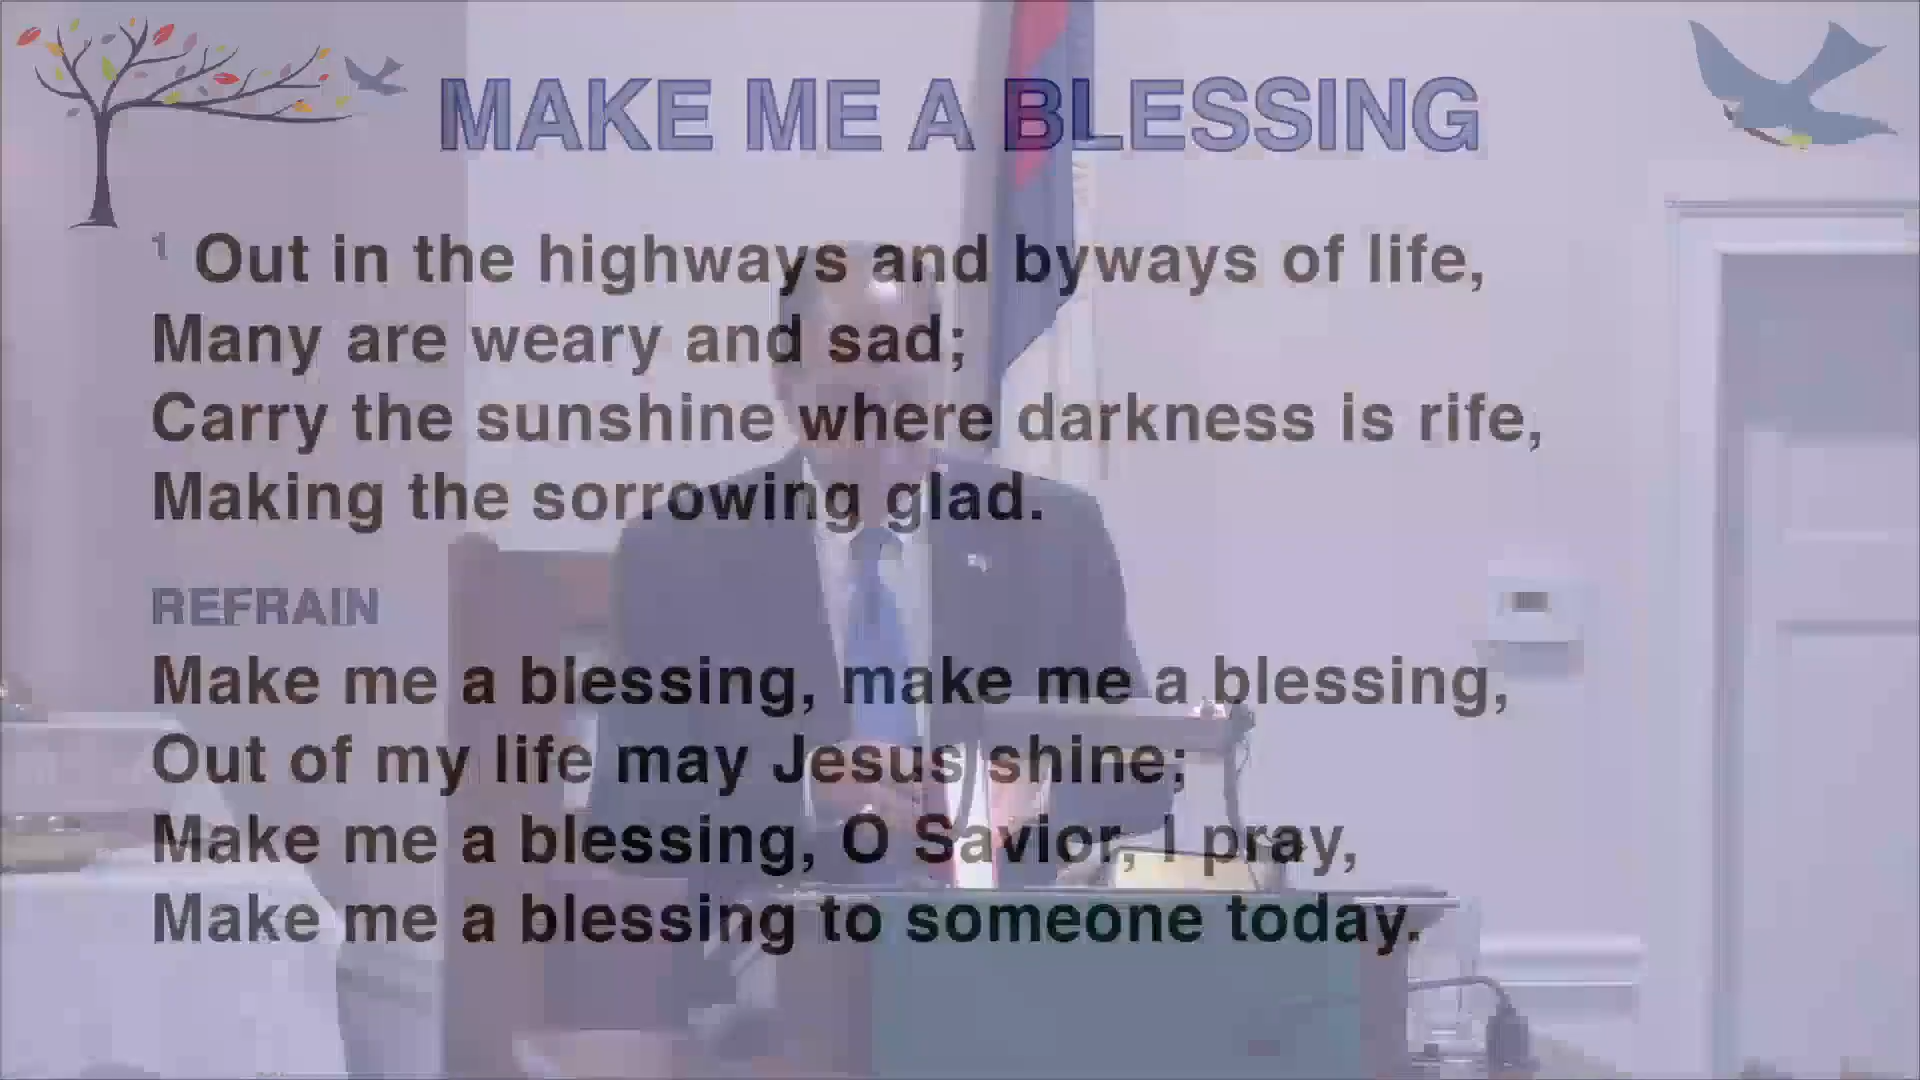 MAKE ME A BLESSING
1 Out in the highways and byways of life,
Many are weary and sad;
Carry the sunshine where darkness is rife,
Making the sorrowing glad.
REFRAIN
Make me a blessing, make me a blessing,
Out of my life may Jesus shine;
Make me a blessing, O Savior, I pray,
Make me a blessing to someone today.